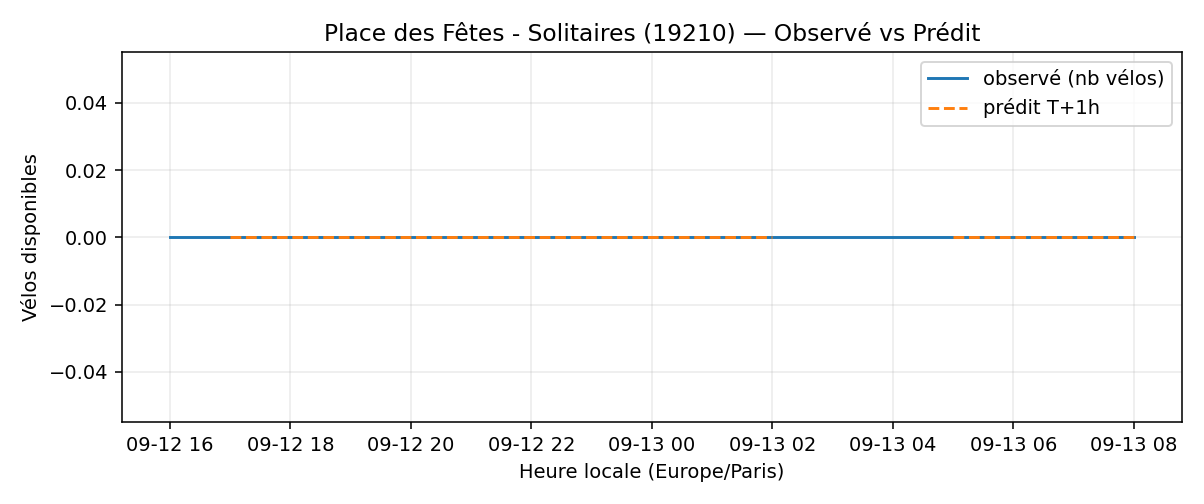 Place des Fêtes - Solitaires (19210) — Observé vs Prédit
observé (nb vélos)
prédit T+1h
Vélos disponibles
0.04
0.02
0.00
−0.02
−0.04
09-12 16
09-12 18
09-12 20
09-12 22
09-13 00
09-13 02
09-13 04
09-13 06
09-13 08
Heure locale (Europe/Paris)